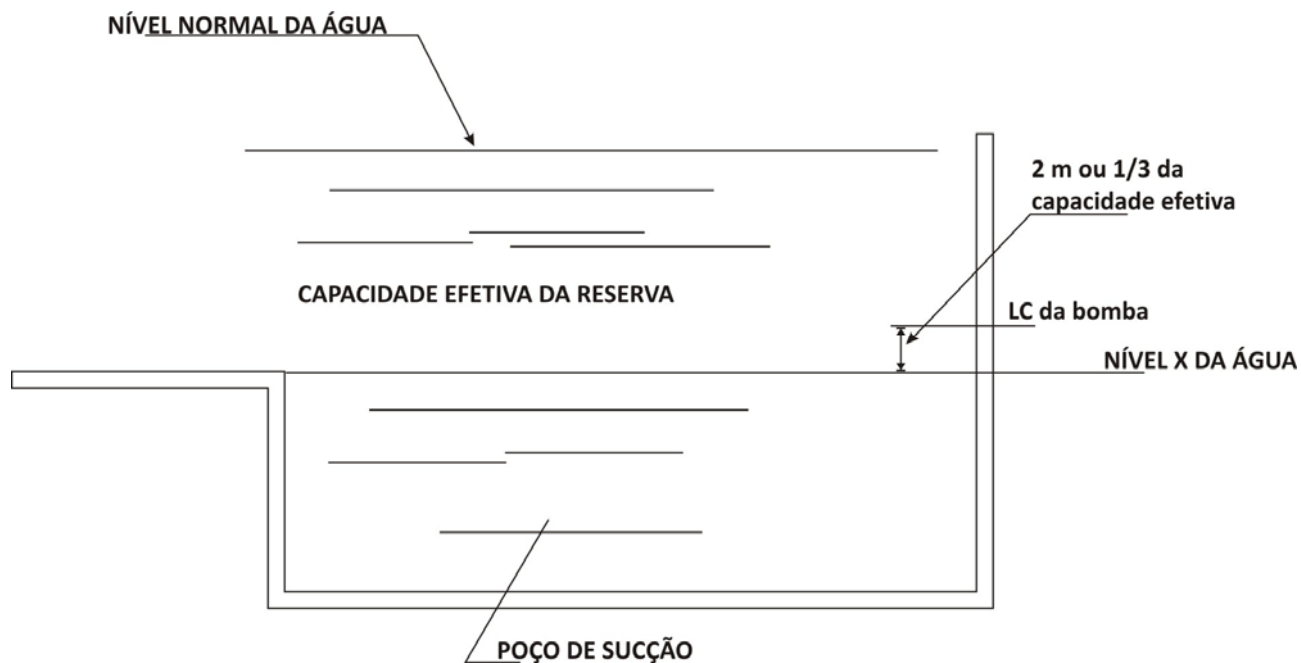 NÍVEL NORMAL DA ÁGUA
2 m ou 1/3 da
capacidade efetiva
CAPACIDADE EFETIVA DA RESERVA
LC da bomba
NÍVEL X DA ÁGUA
POÇO DE SUCÇÃO